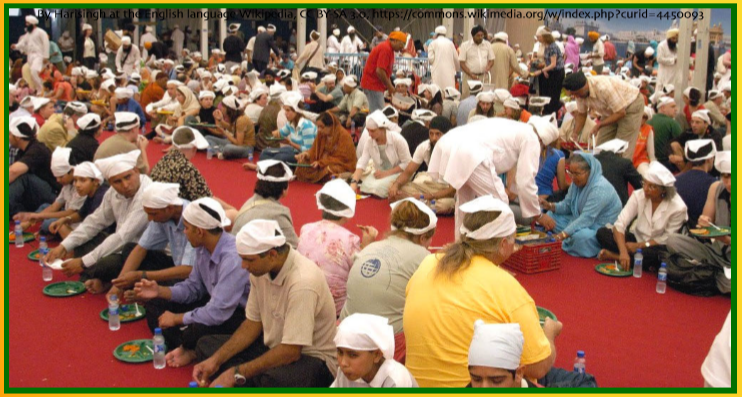 By Harisingh at the English language Wikipedia, CC BY-SA 3.0, https://commons.wikimedia.org/w/index.php?curid=4450093